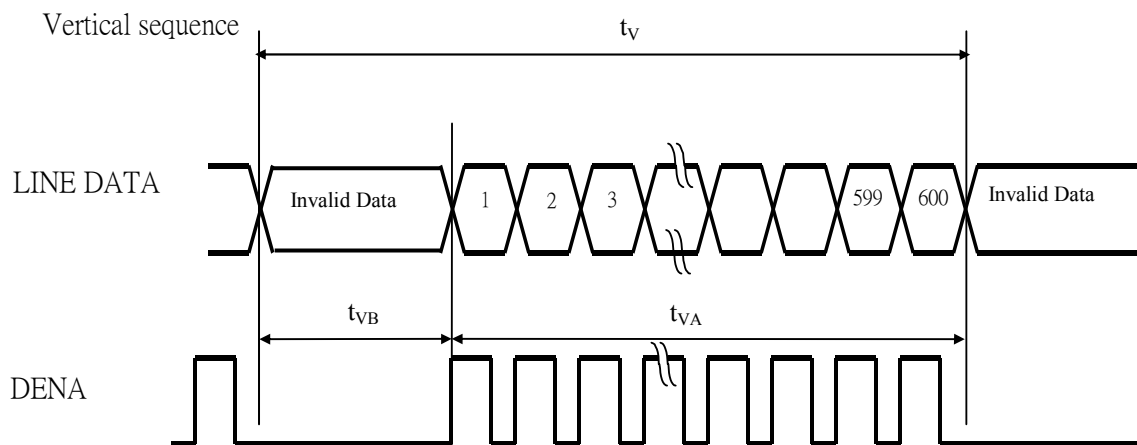 Vertical sequence
tV
LINE DATA
Invalid Data
1
2
3
599
600
Invalid Data
tVB
tVA
DENA